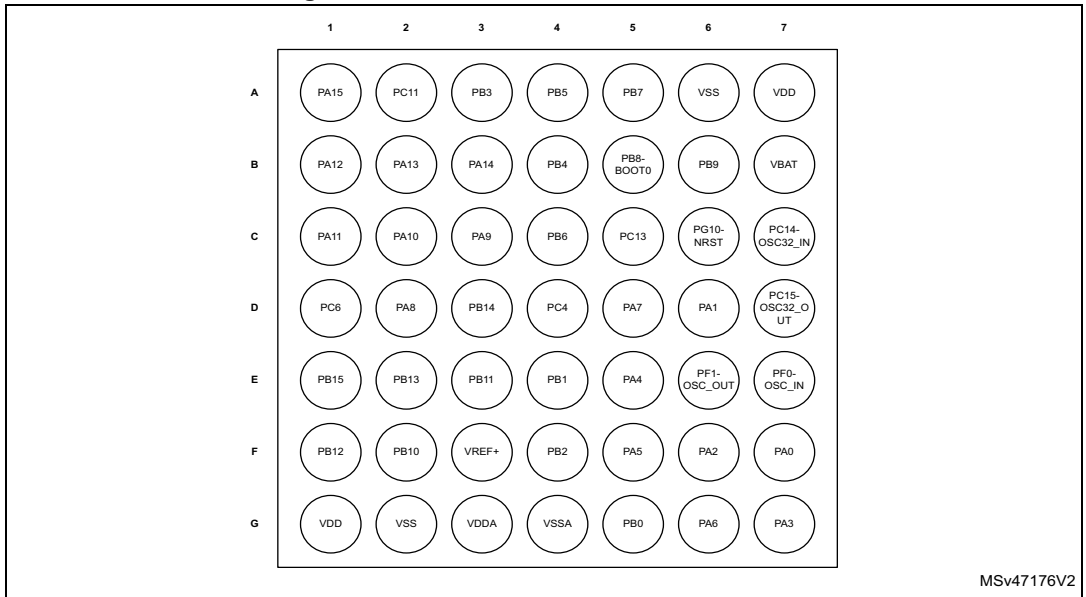 1 2 3 4 5 6 7
A PA15 PC11 PB3 PB5 PB7 VSS VDD
B PA12 PA13 PA14 PB4 PB8-
BOOT0 PB9 VBAT
C PA11 PA10 PA9 PB6 PC13 PG10-
NRST PC14-
OSC32_IN
D PC6 PA8 PB14 PC4 PA7 PA1 PC15-
OSC32_O
UT
E PB15 PB13 PB11 PB1 PA4 PF1-
OSC_OUT PF0-
OSC_IN
F PB12 PB10 VREF+ PB2 PA5 PA2 PA0
G VDD VSS VDDA VSSA PB0 PA6 PA3
MSv47176V2